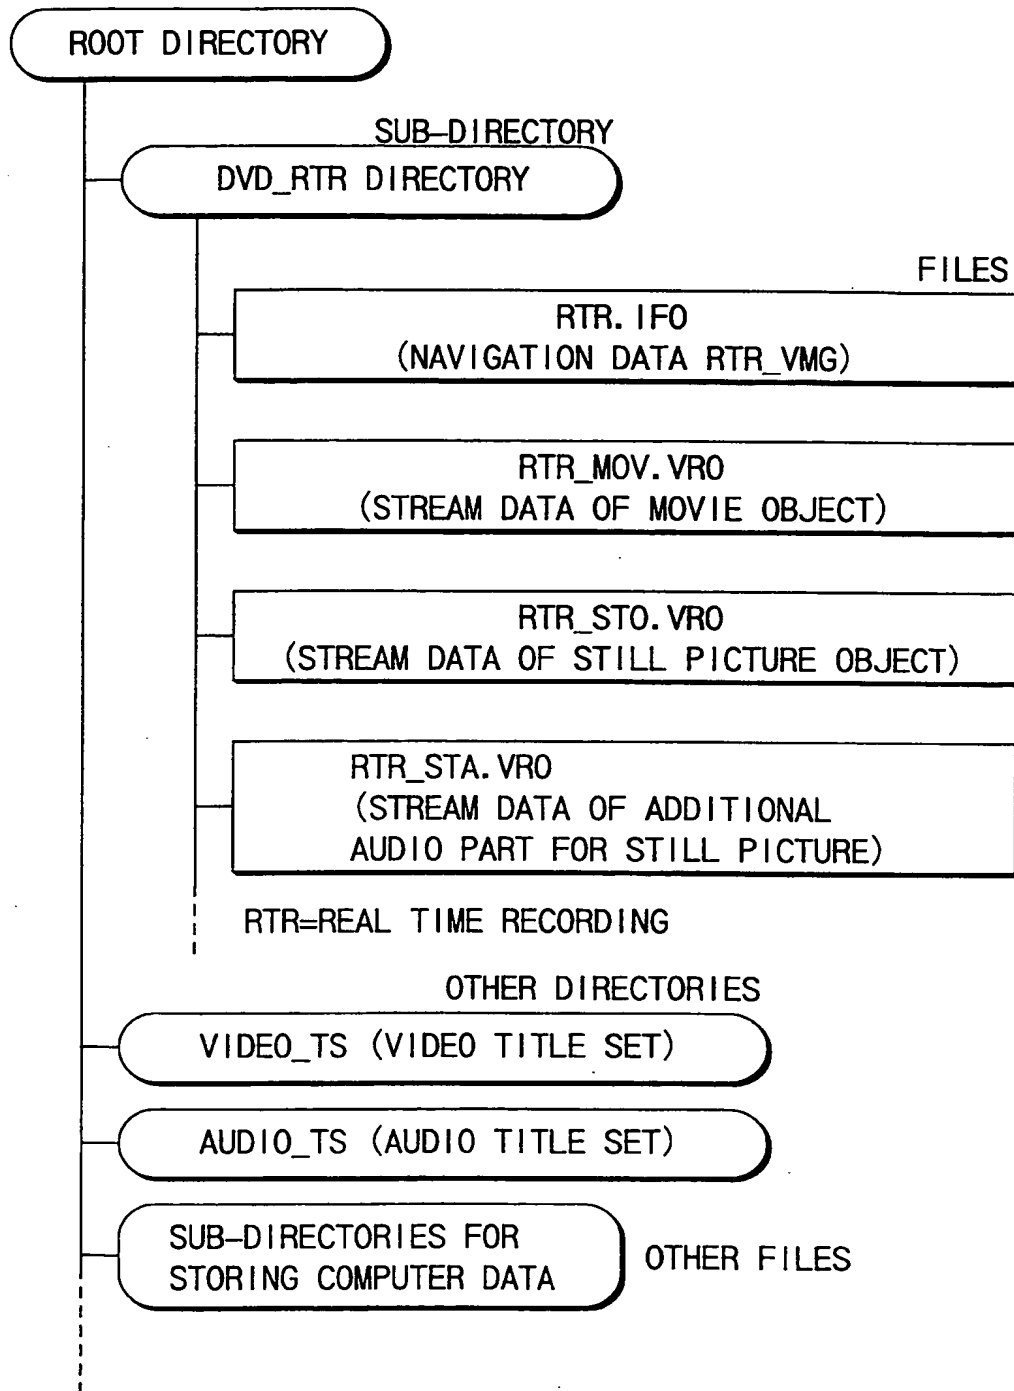 ROOT DIRECTORY
SUB-DIRECTORY
DVD_RTR DIRECTORY
FILES
RTR.IFO
(NAVIGATION DATA RTR_VMG)
RTR_MOV.VRO
(STREAM DATA OF MOVIE OBJECT)
RTR_STO.VRO
(STREAM DATA OF STILL PICTURE OBJECT)
RTR_STA.VRO
(STREAM DATA OF ADDITIONAL
AUDIO PART FOR STILL PICTURE)
RTR=REAL TIME RECORDING
OTHER DIRECTORIES
VIDEO_TS (VIDEO TITLE SET)
AUDIO_TS (AUDIO TITLE SET)
SUB-DIRECTORIES FOR
STORING COMPUTER DATA
OTHER FILES